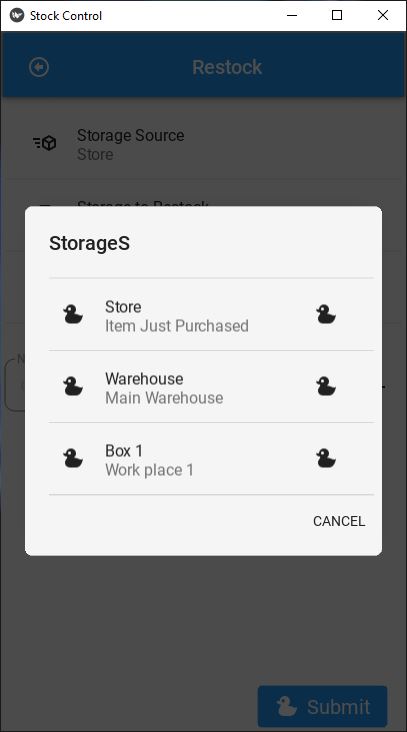 Stock Control
Restock
Storage Source
Store
Storage to Restock
StorageS
Store
Item Just Purchased
Warehouse
Main Warehouse
Box 1
Work place 1
CANCEL
Submit